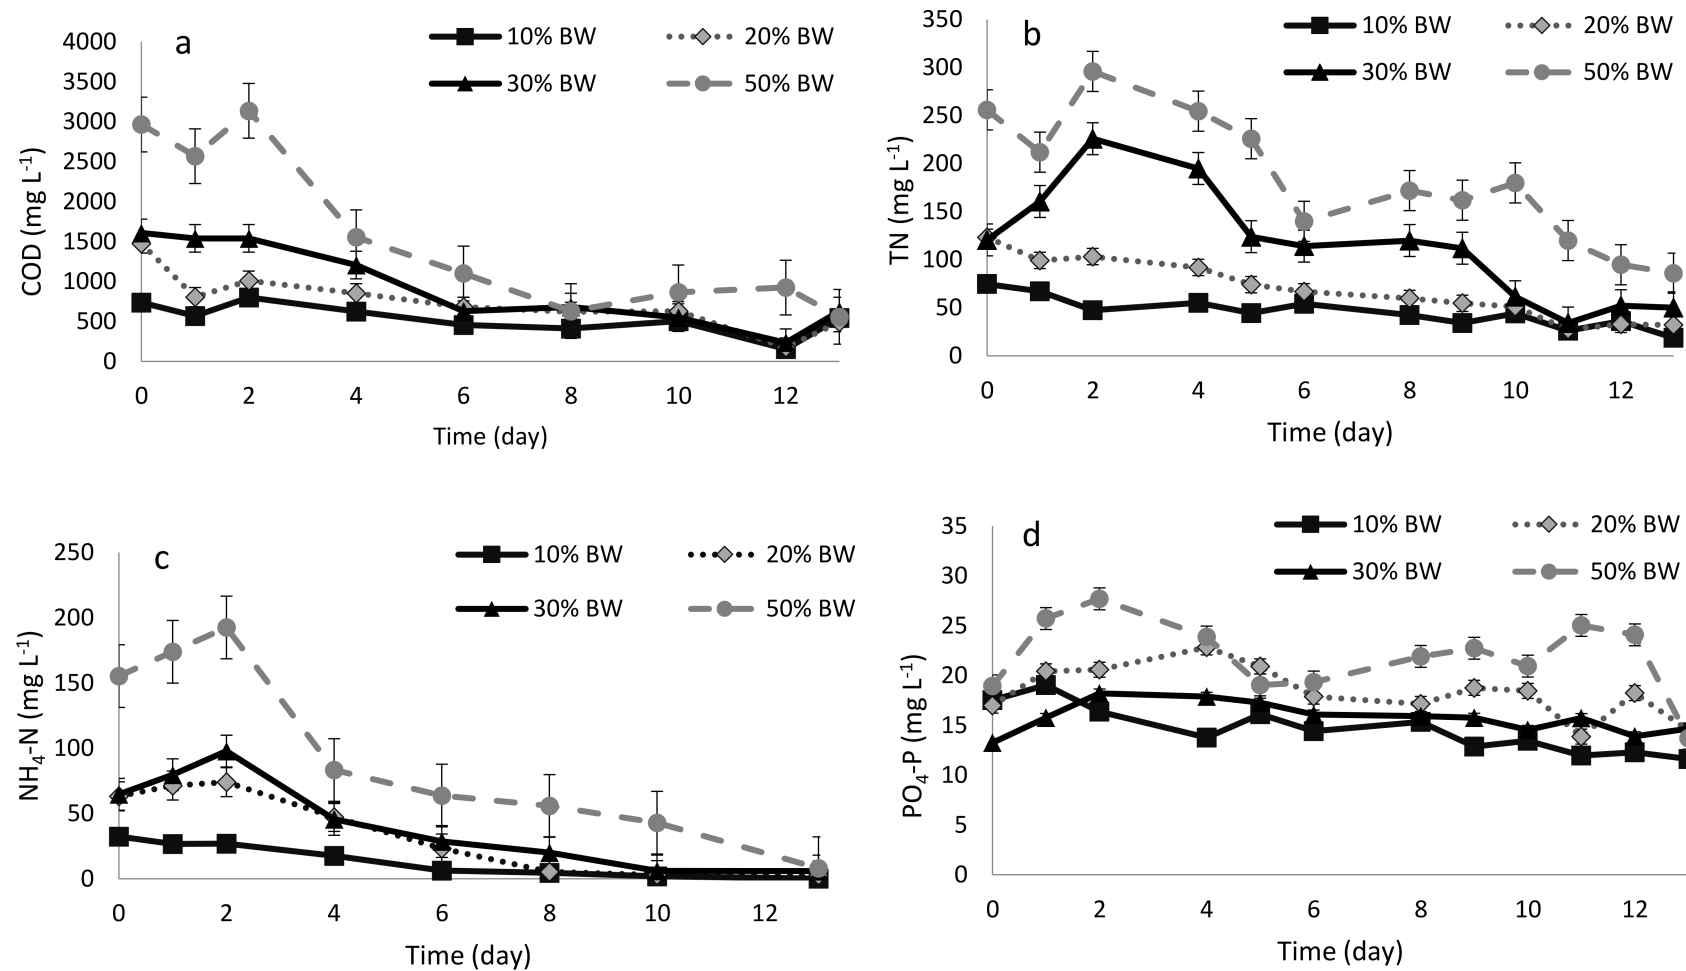 a
10% BW 20% BW
30% BW 50% BW
4000
3500
3000
2500
2000
1500
1000
500
0
COD (mg L⁻¹)
0 2 4 6 8 10 12
Time (day)
b
10% BW 20% BW
30% BW 50% BW
350
300
250
200
150
100
50
0
TN (mg L⁻¹)
0 2 4 6 8 10 12
Time (day)
c
10% BW 20% BW
30% BW 50% BW
250
200
150
100
50
0
NH₄-N (mg L⁻¹)
0 2 4 6 8 10 12
Time (day)
d
10% BW 20% BW
30% BW 50% BW
35
30
25
20
15
10
5
0
PO₄-P (mg L⁻¹)
0 2 4 6 8 10 12
Time (day)